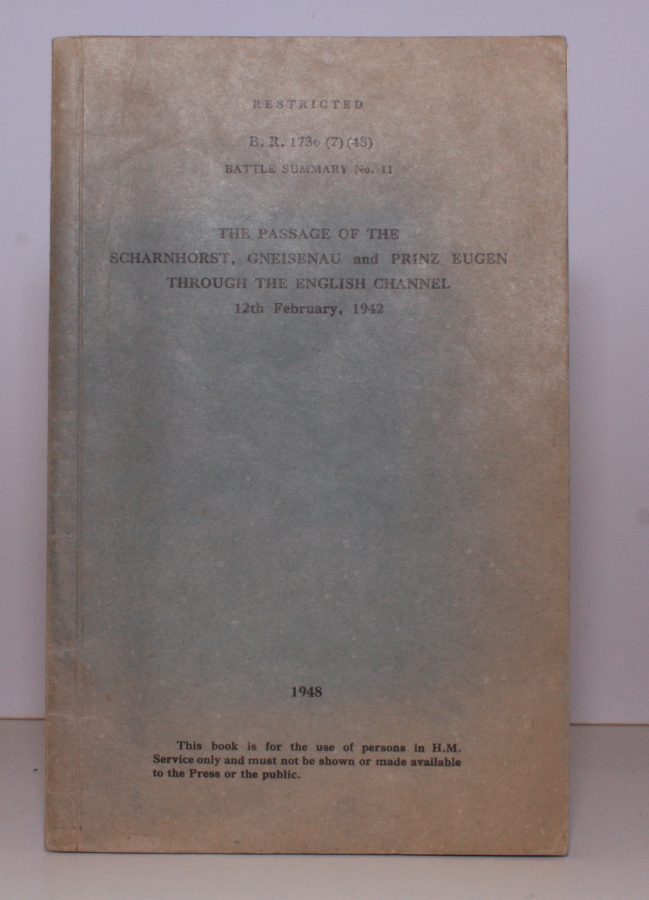 RESTRICTED
B. R. 1736 (7) (48)
BATTLE SUMMARY No. 11
THE PASSAGE OF THE
SCHARNHORST, GNEISENAU and PRINZ EUGEN
THROUGH THE ENGLISH CHANNEL
12th February, 1942
1948
This book is for the use of persons in H.M.
Service only and must not be shown or made available
to the Press or the public.